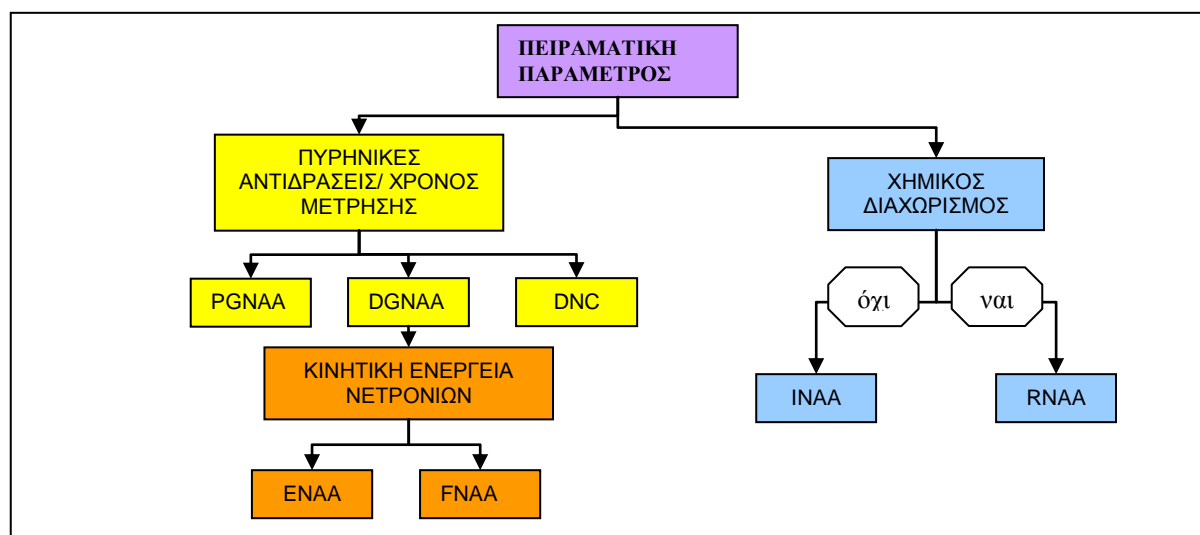 ΠΕΙΡΑΜΑΤΙΚΗ
ΠΑΡΑΜΕΤΡΟΣ
ΠΥΡΗΝΙΚΕΣ
ΑΝΤΙΔΡΑΣΕΙΣ/ ΧΡΟΝΟΣ
ΜΕΤΡΗΣΗΣ
ΧΗΜΙΚΟΣ
ΔΙΑΧΩΡΙΣΜΟΣ
PGNAA
DGNAA
DNC
όχι
ναι
ΚΙΝΗΤΙΚΗ ΕΝΕΡΓΕΙΑ
ΝΕΤΡΟΝΙΩΝ
INAA
RNAA
ENAA
FNAA